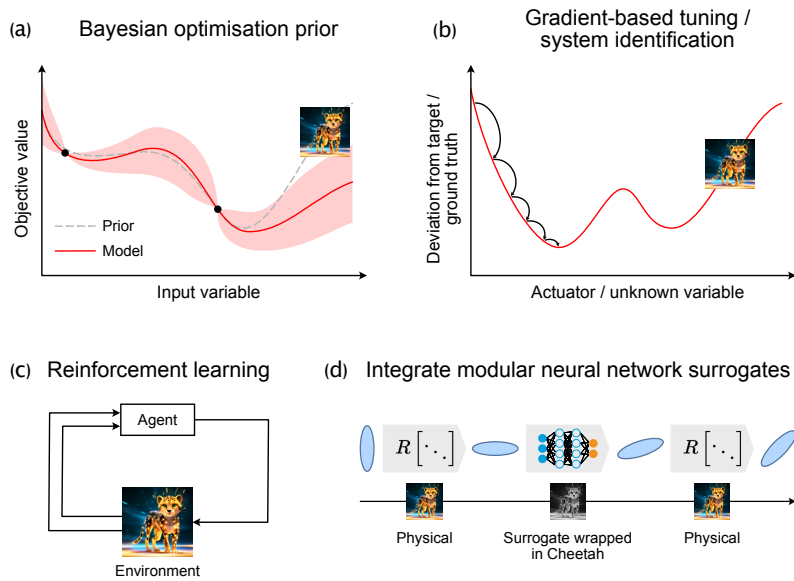 (a) Bayesian optimisation prior
Objective value
Prior
Model
Input variable
(b) Gradient-based tuning /
system identification
Deviation from target /
ground truth
Actuator / unknown variable
(c) Reinforcement learning
Agent
Environment
(d) Integrate modular neural network surrogates
R [⋱]
R [⋱]
Physical
Surrogate wrapped
in Cheetah
Physical